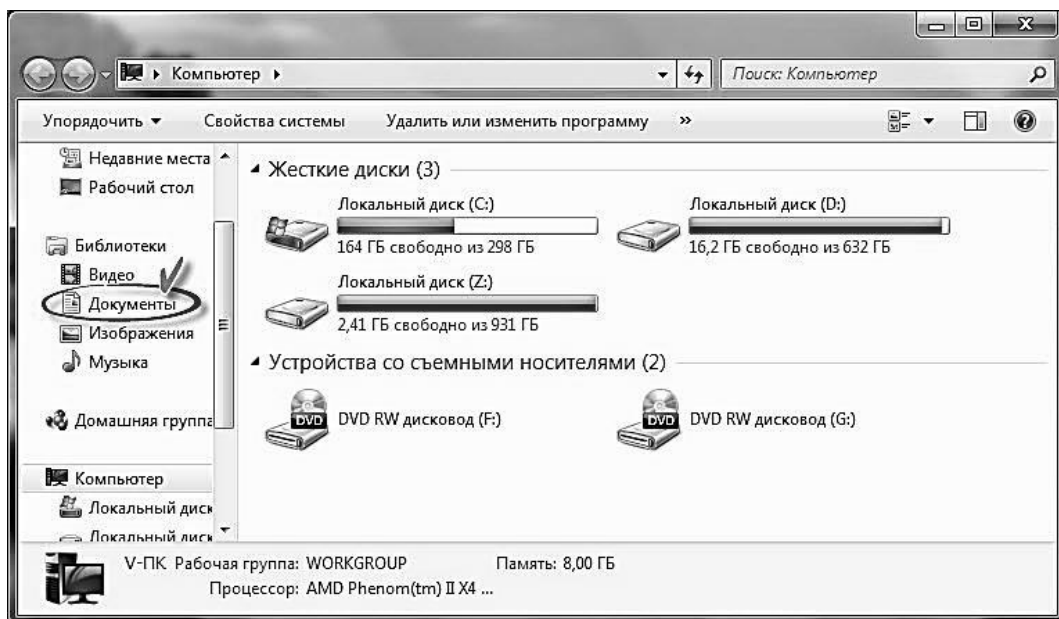 Компьютер
Поиск: Компьютер
Упорядочить Свойства системы Удалить или изменить программу »
Недавние места
Рабочий стол
Библиотеки
Видео
Документы
Изображения
Музыка
Домашняя группа
Компьютер
Локальный диск
Локальный диск
Жесткие диски (3)
Локальный диск (C:)
164 ГБ свободно из 298 ГБ
Локальный диск (D:)
16,2 ГБ свободно из 632 ГБ
Локальный диск (Z:)
2,41 ГБ свободно из 931 ГБ
Устройства со съемными носителями (2)
DVD RW дисковод (F:)
DVD RW дисковод (G:)
V-ПК Рабочая группа: WORKGROUP Память: 8,00 ГБ
Процессор: AMD Phenom(tm) II X4 ...